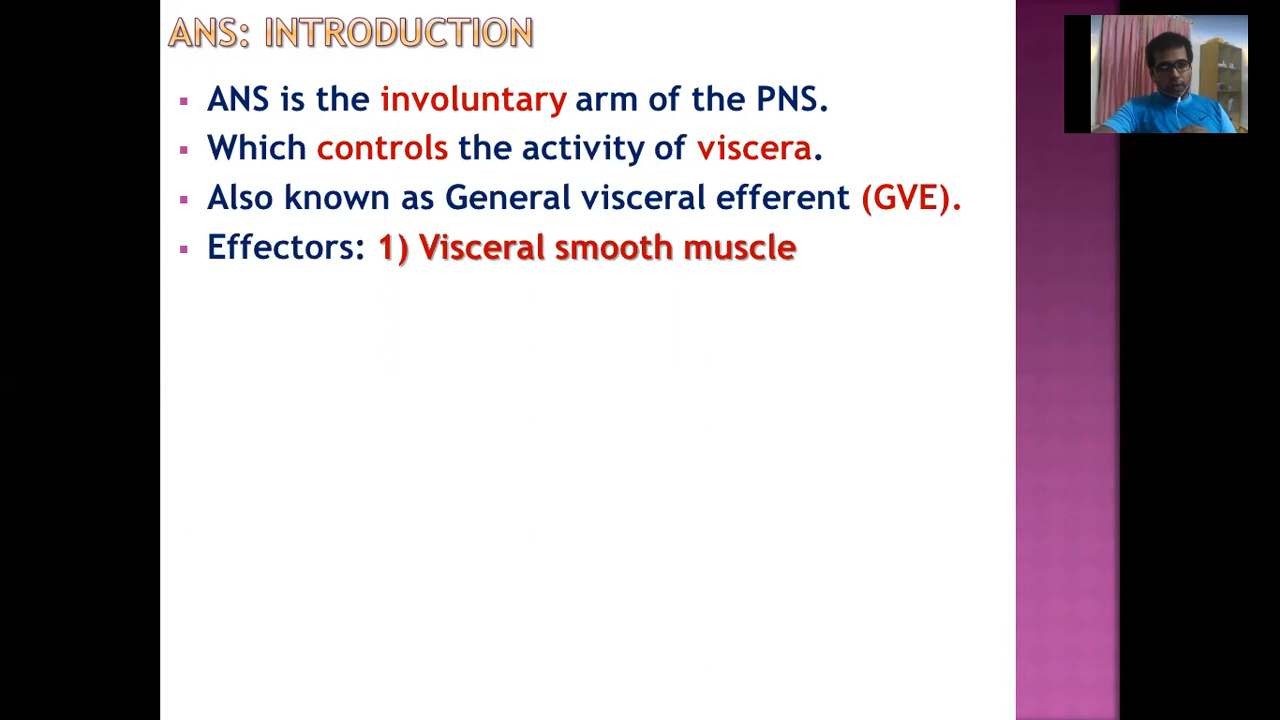 ANS: INTRODUCTION
ANS is the involuntary arm of the PNS.
Which controls the activity of viscera.
Also known as General visceral efferent (GVE).
Effectors: 1) Visceral smooth muscle